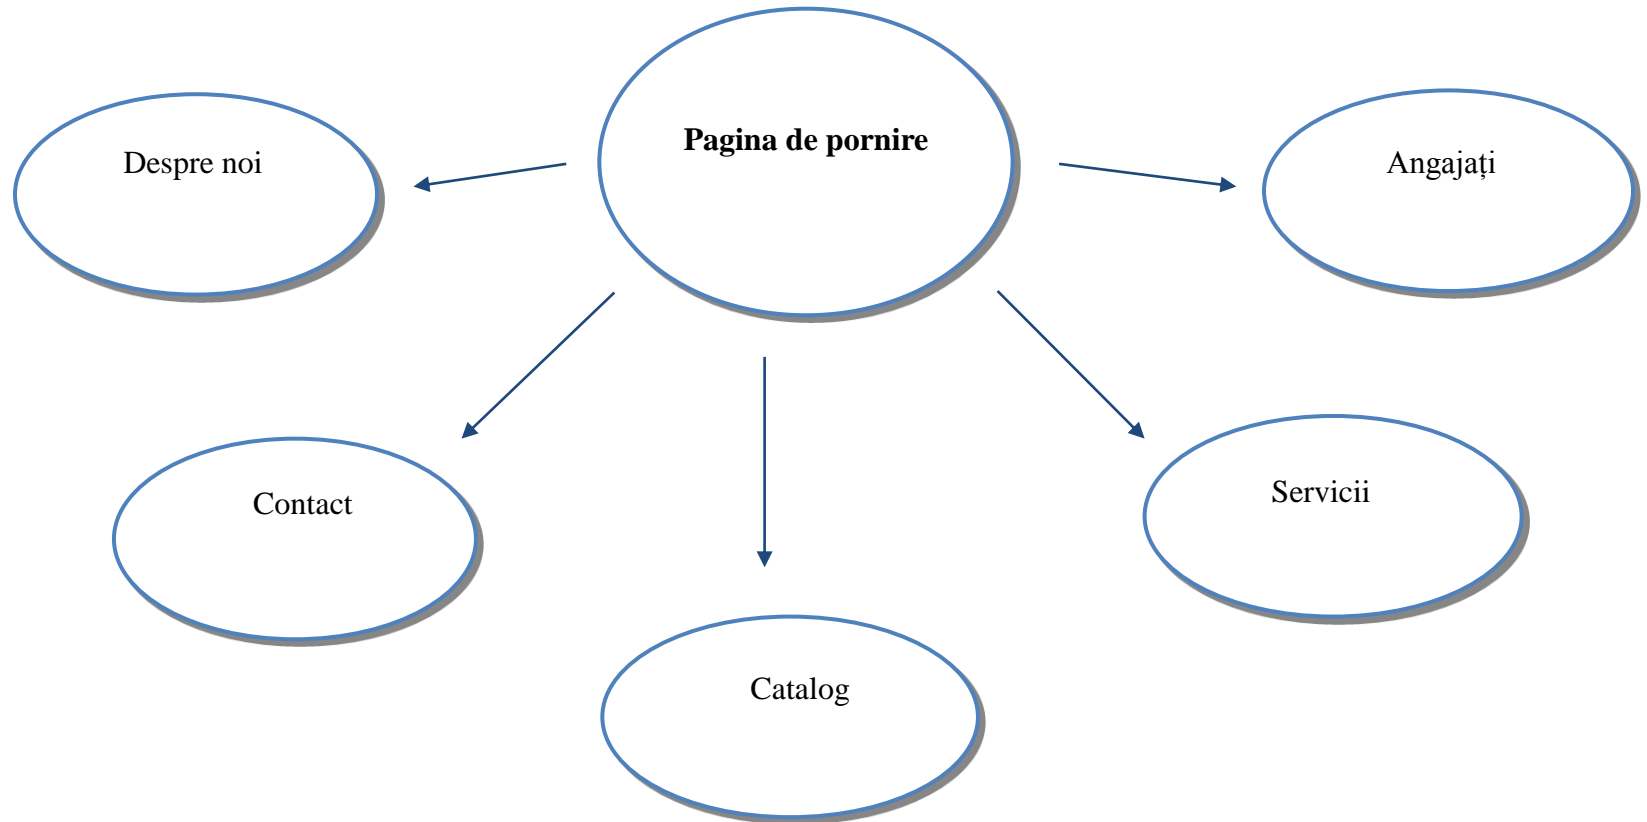 Pagina de pornire
Despre noi
Angajați
Contact
Servicii
Catalog